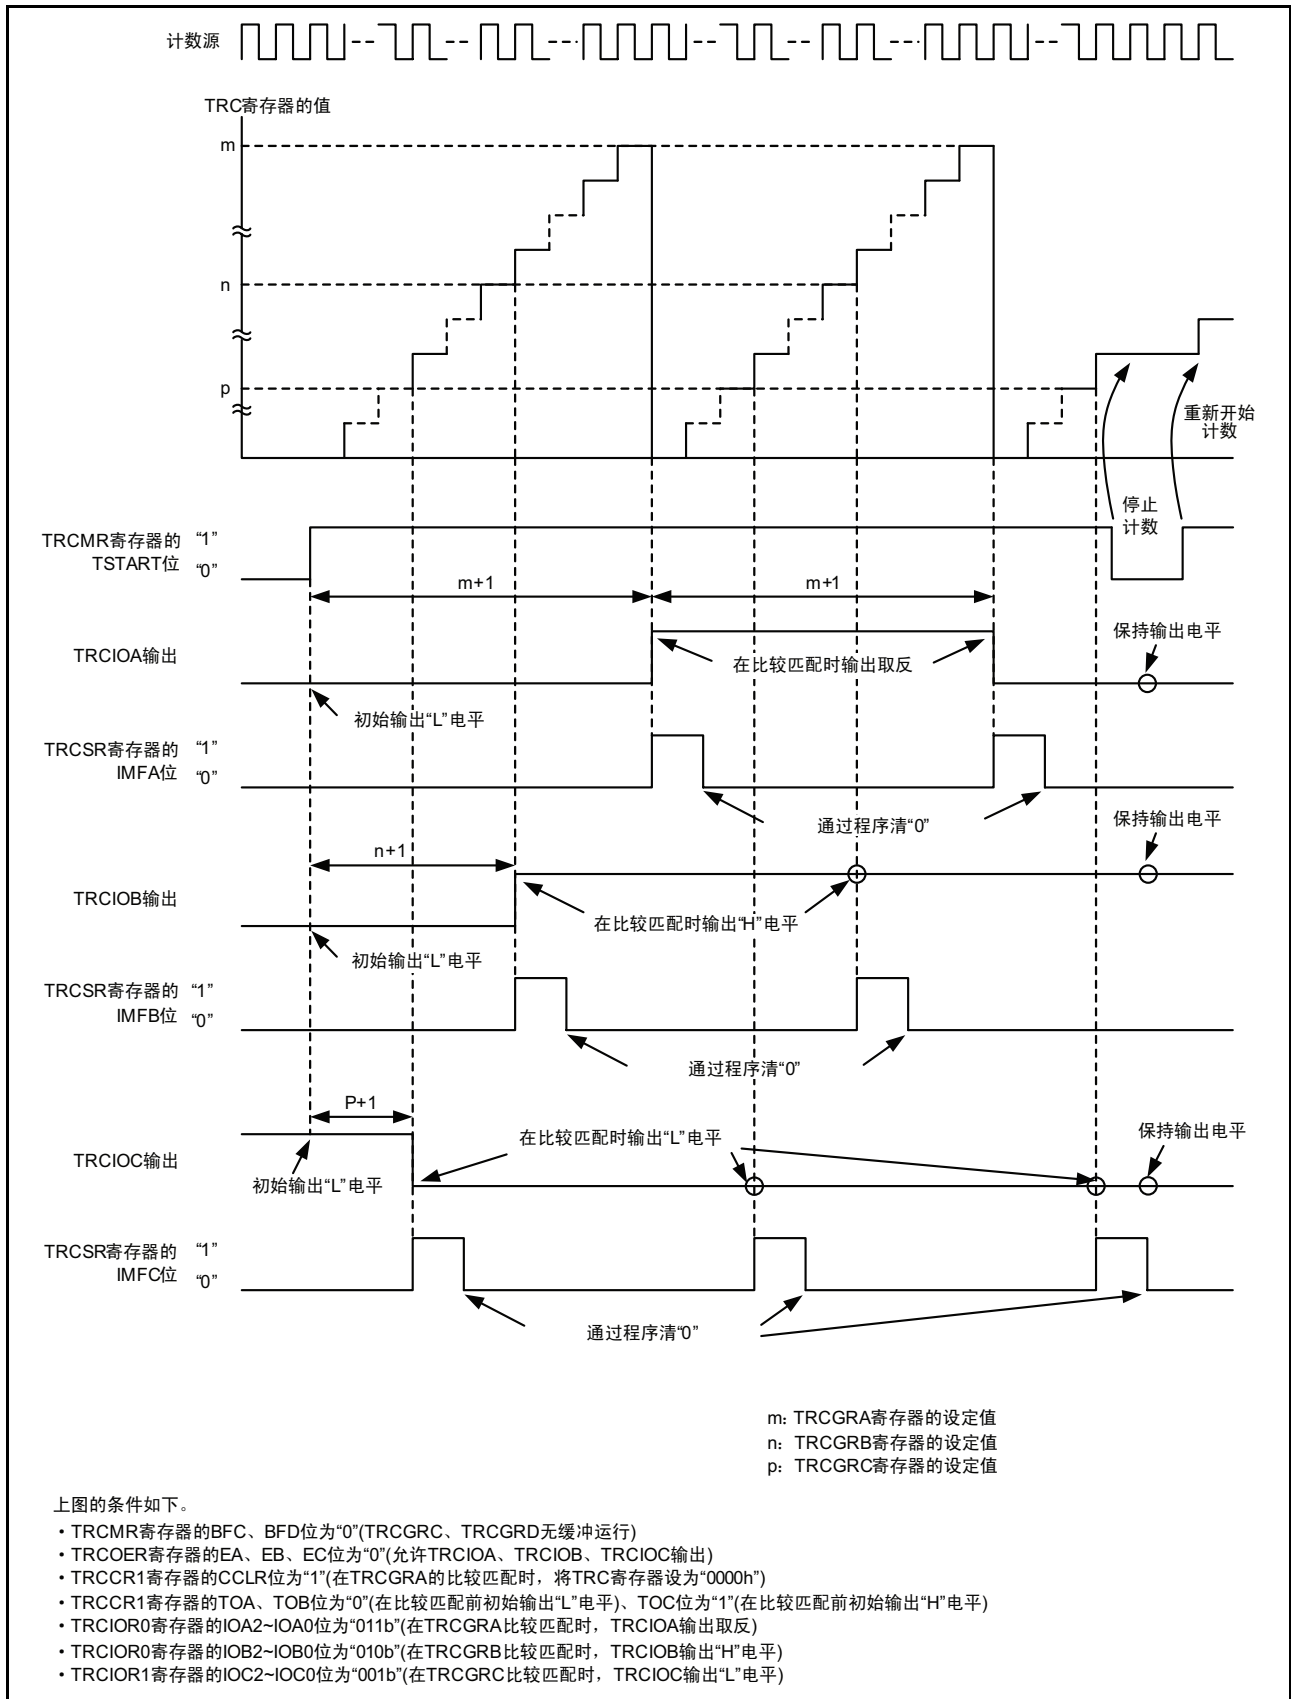 计数源
TRC寄存器的值
m
n
p
重新开始
计数
停止
计数
TRCMR寄存器的 “1”
TSTART位 “0”
m+1
m+1
保持输出电平
TRCIOA输出
在比较匹配时输出取反
初始输出“L”电平
TRCSR寄存器的 “1”
IMFA位 “0”
通过程序清“0”
保持输出电平
n+1
TRCIOB输出
在比较匹配时输出“H”电平
初始输出“L”电平
TRCSR寄存器的 “1”
IMFB位 “0”
通过程序清“0”
P+1
在比较匹配时输出“L”电平
保持输出电平
TRCIOC输出
初始输出“L”电平
TRCSR寄存器的 “1”
IMFC位 “0”
通过程序清“0”
m: TRCGRA寄存器的设定值
n: TRCGRB寄存器的设定值
p: TRCGRC寄存器的设定值
上图的条件如下。
・TRCMR寄存器的BFC、BFD位为“0”(TRCGRC、TRCGRD无缓冲运行)
・TRCOER寄存器的EA、EB、EC位为“0”(允许TRCIOA、TRCIOB、TRCIOC输出)
・TRCCR1寄存器的CCLR位为“1”(在TRCGRA的比较匹配时，将TRC寄存器设为“0000h”)
・TRCCR1寄存器的TOA、TOB位为“0”(在比较匹配前初始输出“L”电平)、TOC位为“1”(在比较匹配前初始输出“H”电平)
・TRCIOR0寄存器的IOA2~IOA0位为“011b”(在TRCGRA比较匹配时，TRCIOA输出取反)
・TRCIOR0寄存器的IOB2~IOB0位为“010b”(在TRCGRB比较匹配时，TRCIOB输出“H”电平)
・TRCIOR1寄存器的IOC2~IOC0位为“001b”(在TRCGRC比较匹配时，TRCIOC输出“L”电平)